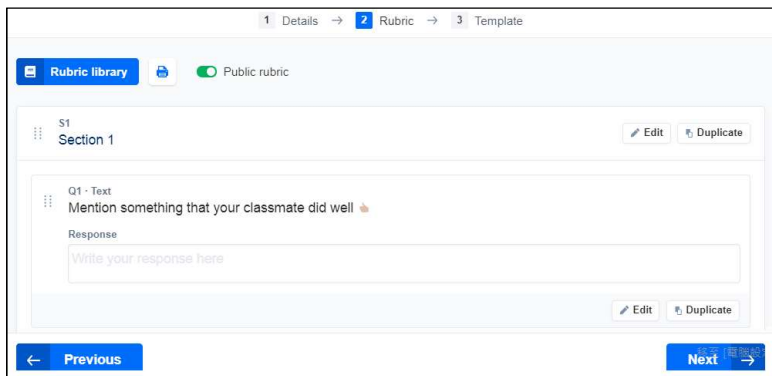 1 Details → 2 Rubric → 3 Template
Rubric library Public rubric
S1
Section 1
Edit Duplicate
Q1 · Text
Mention something that your classmate did well
Response
Write your response here
Edit Duplicate
← Previous Next →